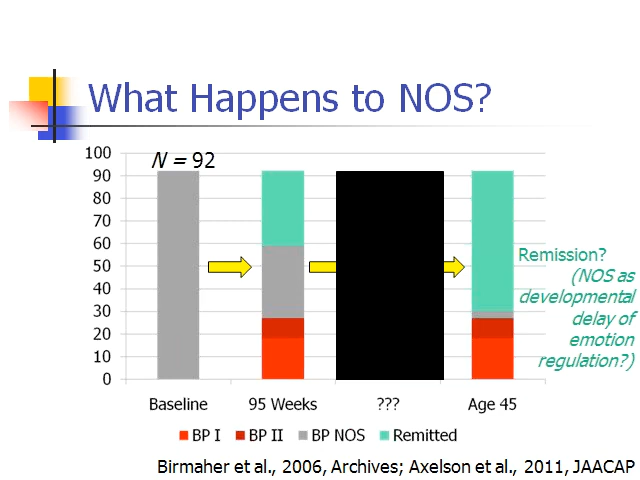 What Happens to NOS?
N = 92
100
90
80
70
60
50
40
30
20
10
0
Baseline
95 Weeks
???
Age 45
Remission?
(NOS as
developmental
delay of
emotion
regulation?)
BP I
BP II
BP NOS
Remitted
Birmaher et al., 2006, Archives; Axelson et al., 2011, JAACAP